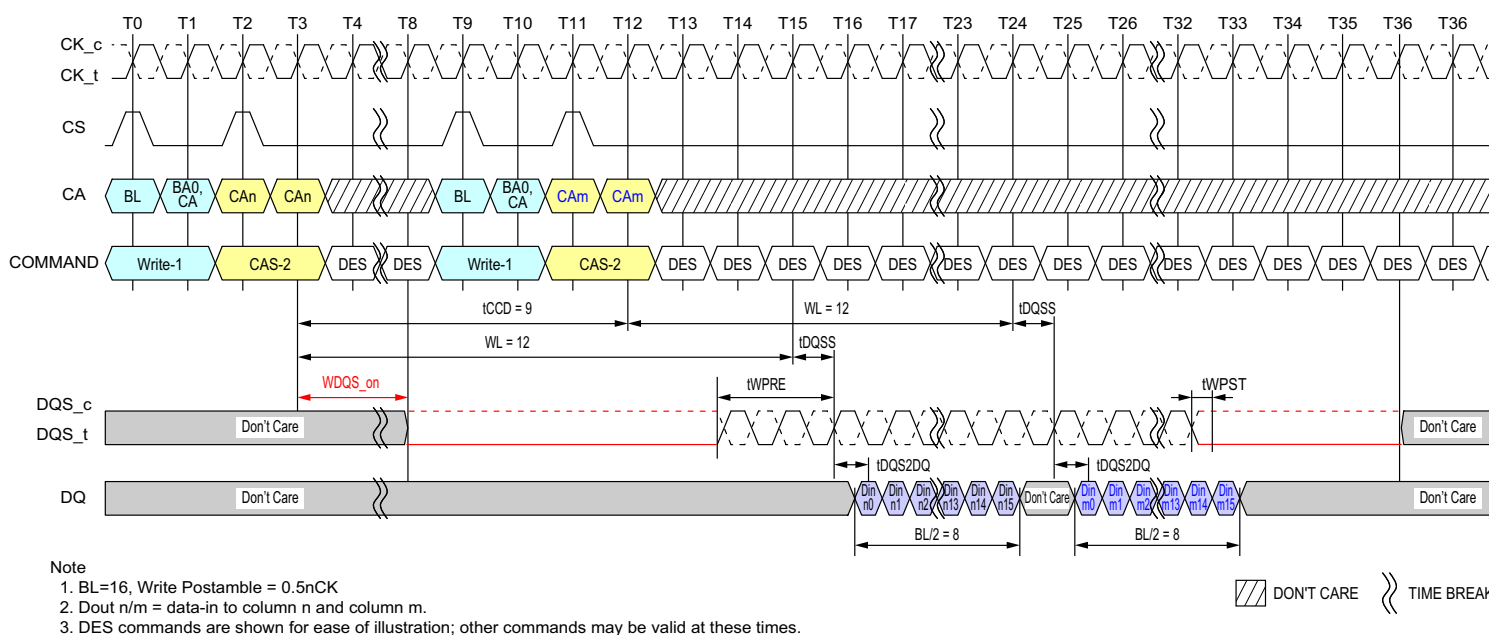 T0 T1 T2 T3 T4 T8 T9 T10 T11 T12 T13 T14 T15 T16 T17 T23 T24 T25 T26 T32 T33 T34 T35 T36 T36
CK_c
CK_t
CS
CA BL BA0, CA CAn CAn BL BA0, CA CAm CAm
COMMAND Write-1 CAS-2 DES DES Write-1 CAS-2 DES DES DES DES DES DES DES DES DES DES DES DES DES DES DES
tCCD = 9 WL = 12 tDQSS
WL = 12 tDQSS
WDQS_on tWPRE tWPST
DQS_c
DQS_t Don't Care Don't Care
tDQS2DQ tDQS2DQ
DQ Don't Care Din n0 Din n1 Din n2 Din n13 Din n14 Din n15 Don't Care Din m0 Din m1 Din m2 Din m13 Din m14 Din m15 Don't Care
BL/2 = 8 BL/2 = 8
Note
1. BL=16, Write Postamble = 0.5nCK
2. Dout n/m = data-in to column n and column m.
3. DES commands are shown for ease of illustration; other commands may be valid at these times.
DON'T CARE TIME BREAK